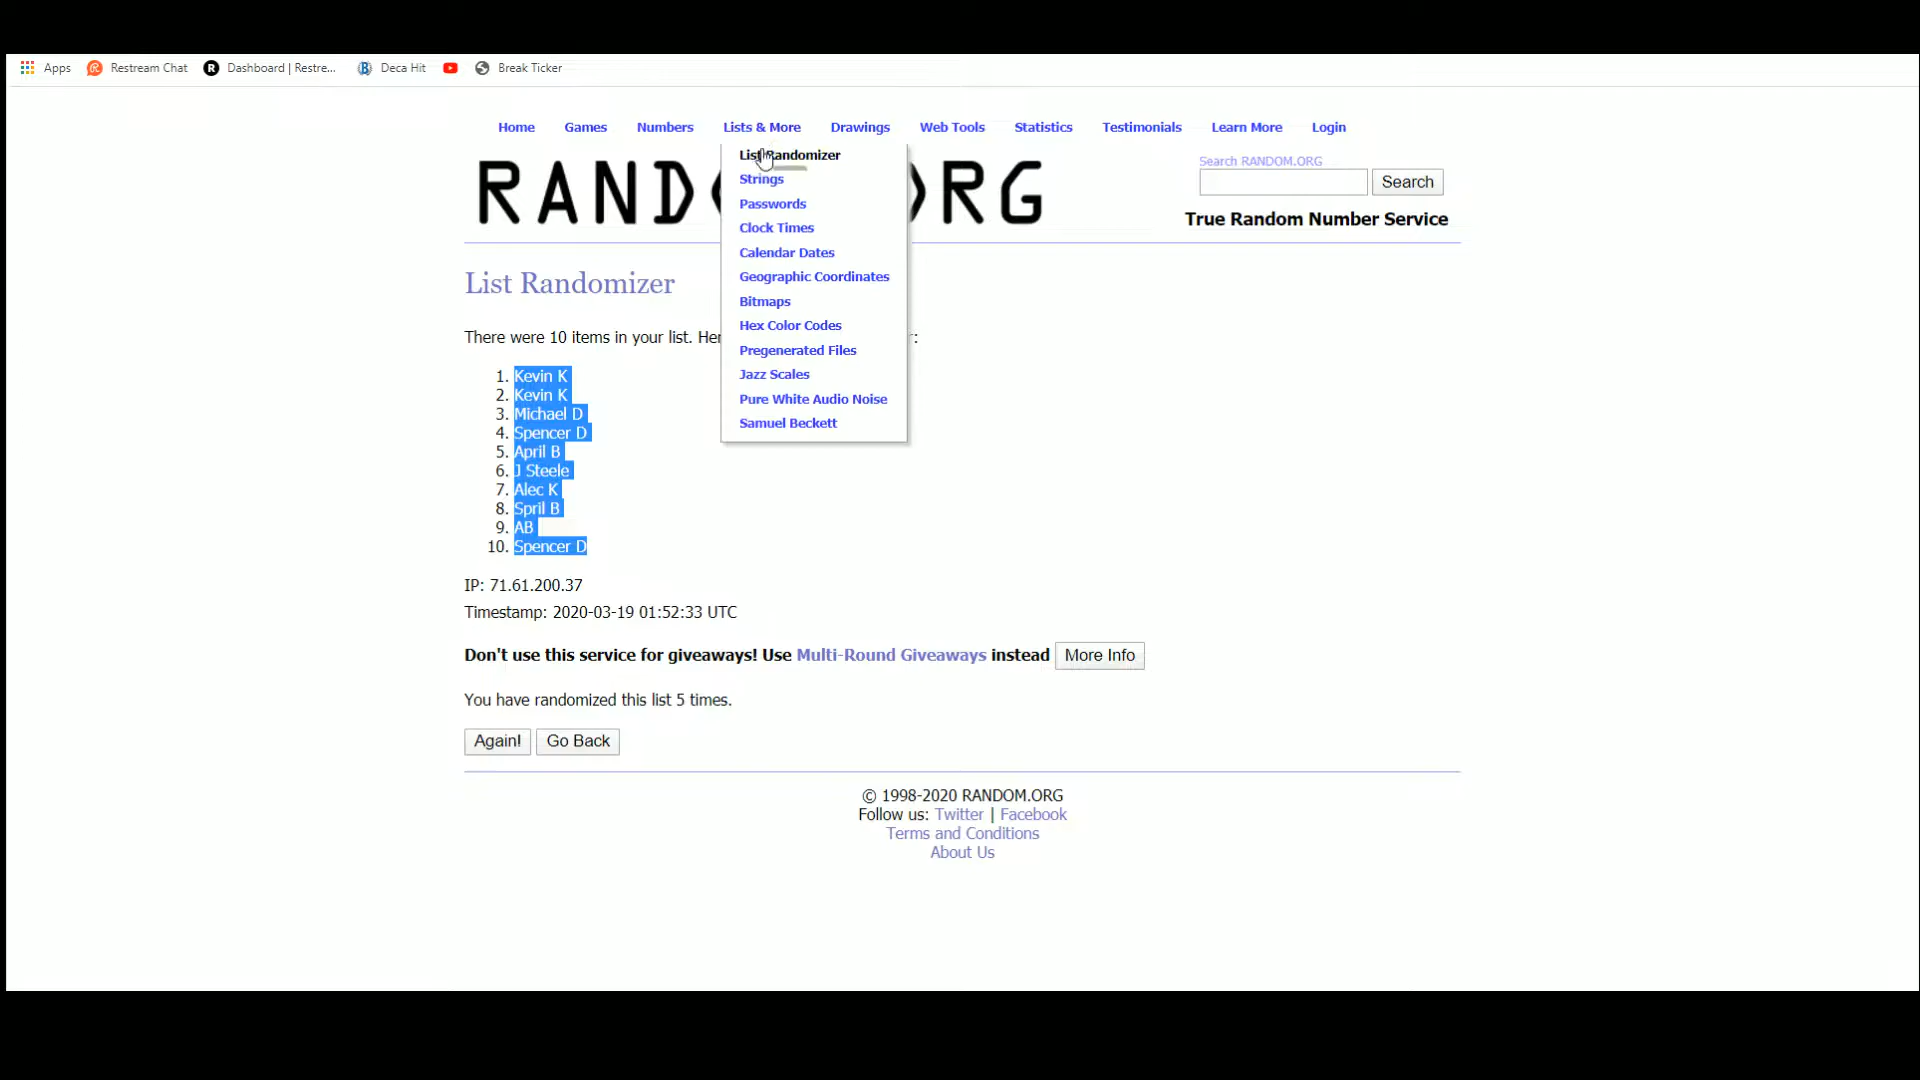 Apps Restream Chat Dashboard | Restre... Deca Hit Break Ticker
Home Games Numbers Lists & More Drawings Web Tools Statistics Testimonials Learn More Login
List Randomizer
Strings
Passwords
Clock Times
Calendar Dates
Geographic Coordinates
Bitmaps
Hex Color Codes
Pregenerated Files
Jazz Scales
Pure White Audio Noise
Samuel Beckett
RAND RG
Search RANDOM.ORG
Search
True Random Number Service
List Randomizer
There were 10 items in your list. Her :
1. Kevin K
2. Kevin K
3. Michael D
4. Spencer D
5. April B
6. J Steele
7. Alec K
8. Spril B
9. AB
10. Spencer D
IP: 71.61.200.37
Timestamp: 2020-03-19 01:52:33 UTC
Don't use this service for giveaways! Use Multi-Round Giveaways instead More Info
You have randomized this list 5 times.
Again! Go Back
© 1998-2020 RANDOM.ORG
Follow us: Twitter | Facebook
Terms and Conditions
About Us